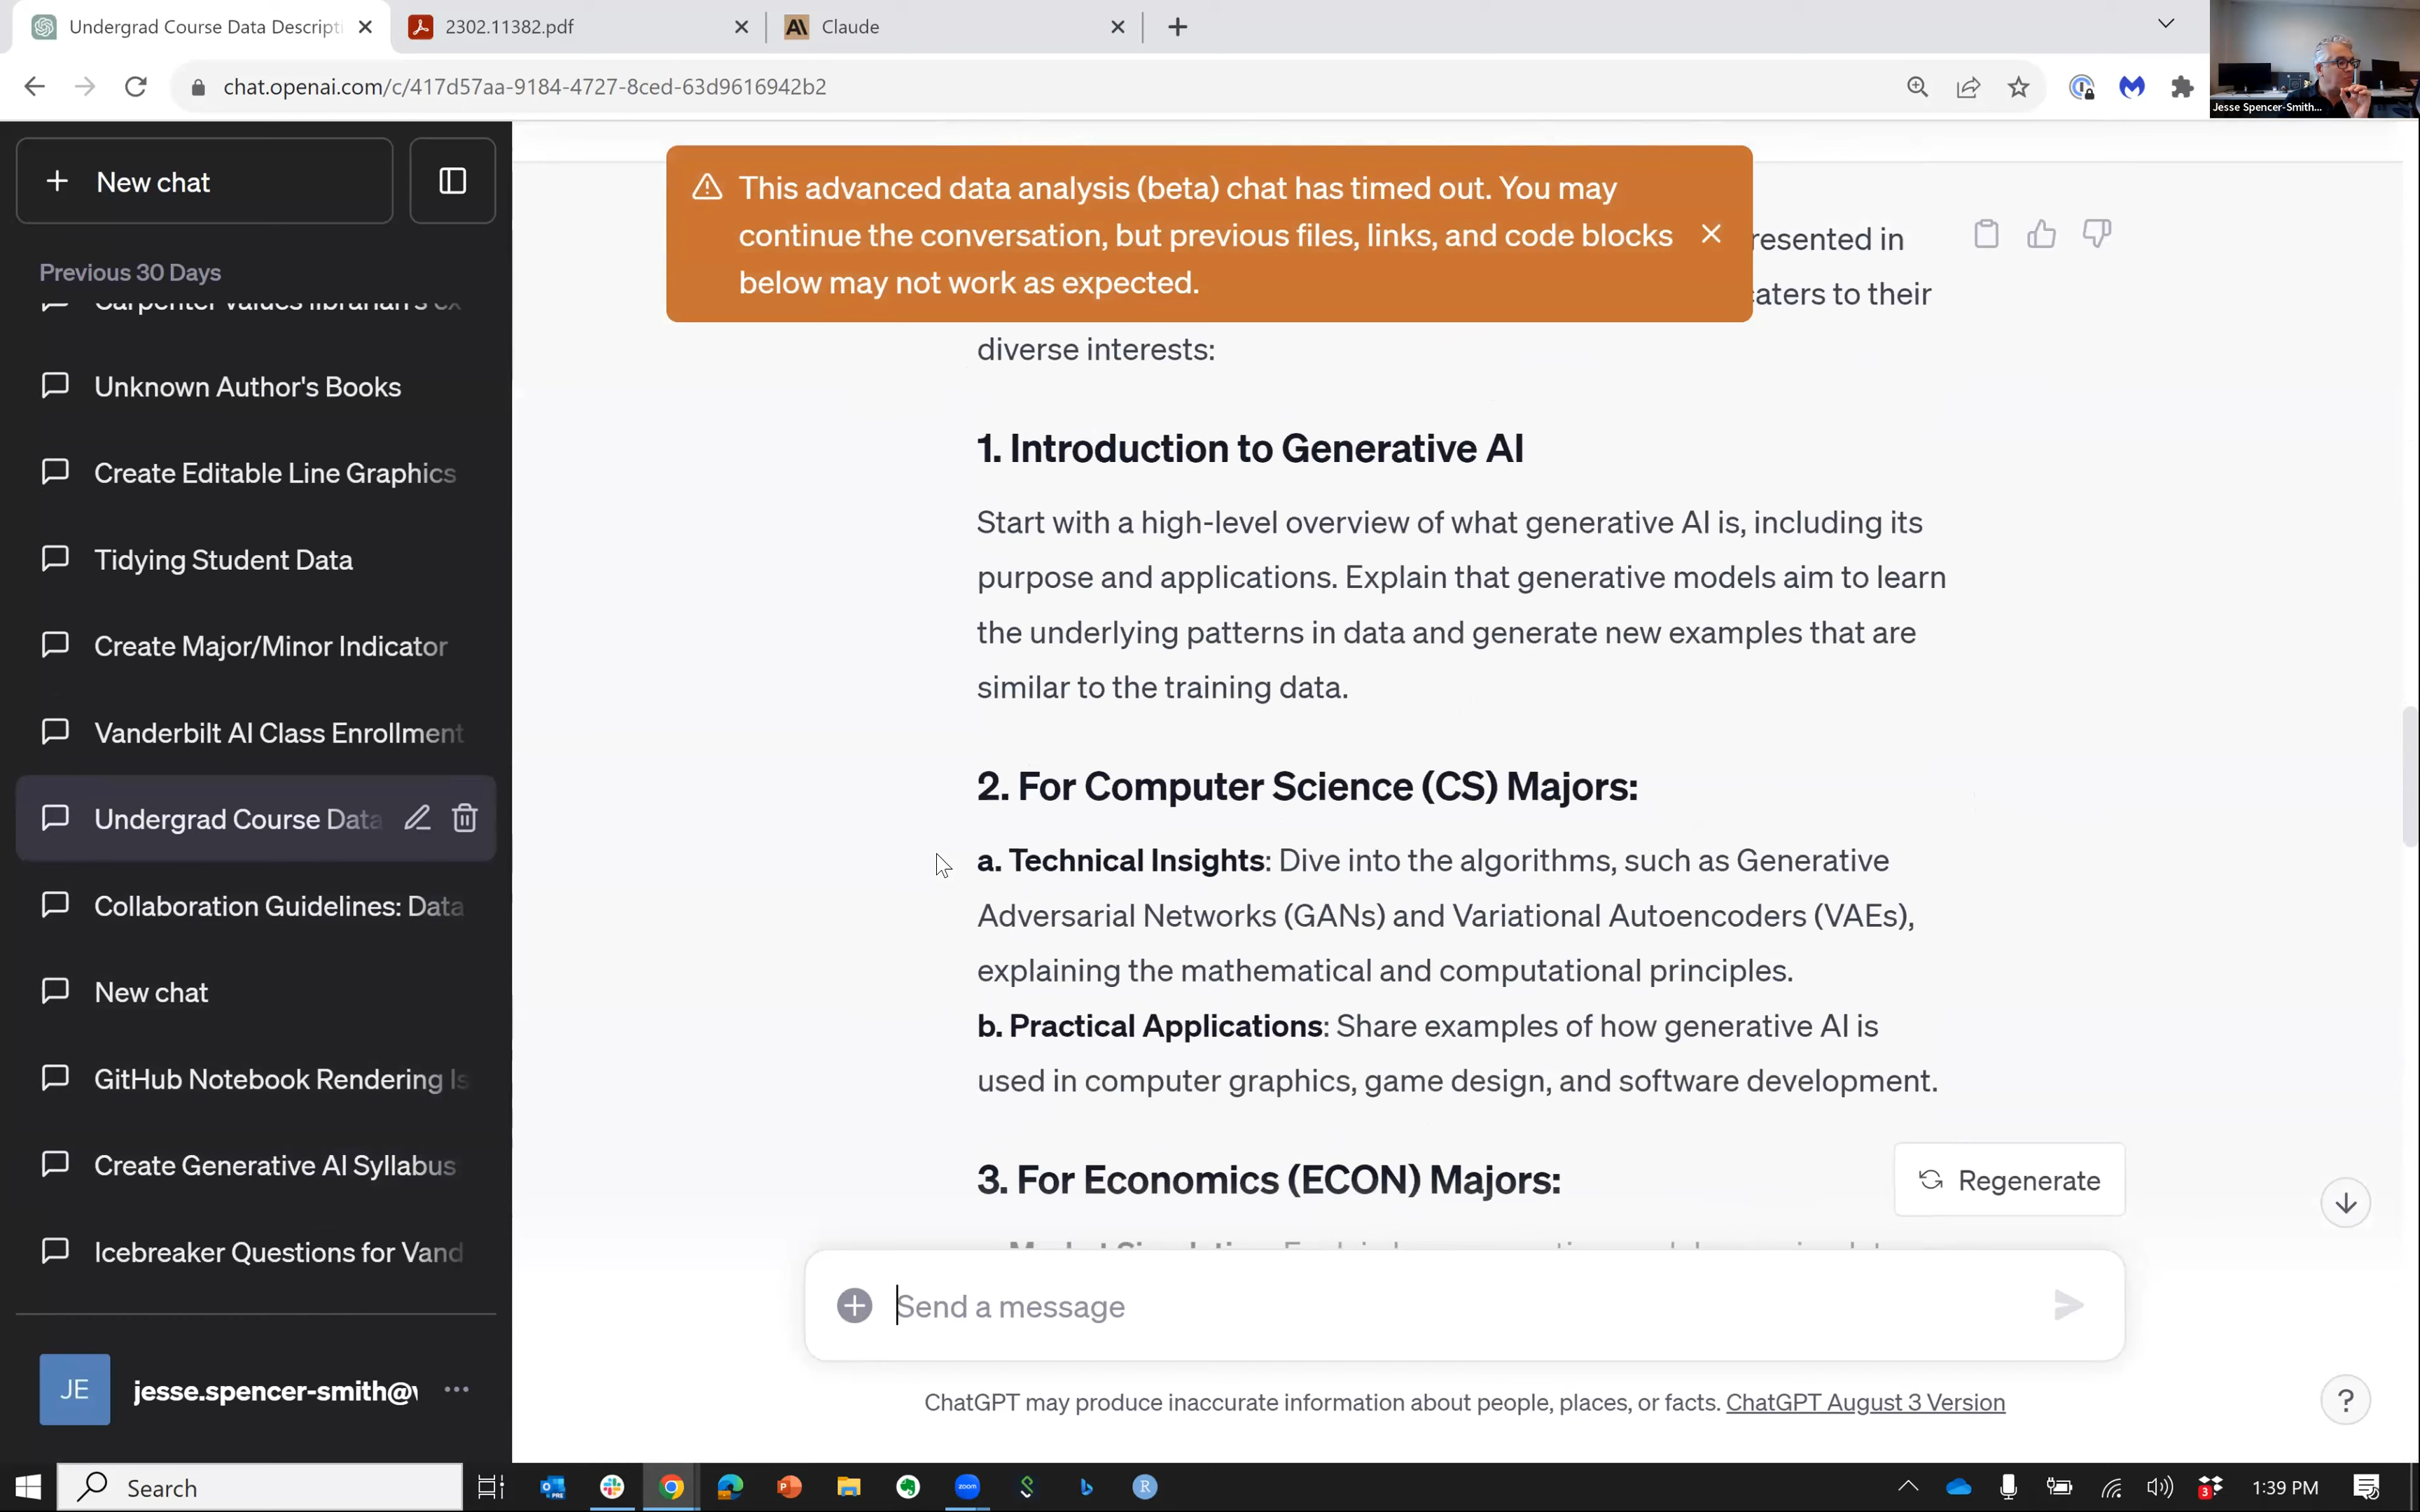 Undergrad Course Data Descripti
2302.11382.pdf
Claude
chat.openai.com/c/417d57aa-9184-4727-8ced-63d9616942b2
Jesse Spencer-Smith...
New chat
Previous 30 Days
Carpenter values librarian's ex
Unknown Author's Books
Create Editable Line Graphics
Tidying Student Data
Create Major/Minor Indicator
Vanderbilt AI Class Enrollment
Undergrad Course Data
Collaboration Guidelines: Data
New chat
GitHub Notebook Rendering Is
Create Generative AI Syllabus
Icebreaker Questions for Vand
JE
jesse.spencer-smith@v
This advanced data analysis (beta) chat has timed out. You may
continue the conversation, but previous files, links, and code blocks
below may not work as expected.
resented in
caters to their
diverse interests:
1. Introduction to Generative AI
Start with a high-level overview of what generative AI is, including its
purpose and applications. Explain that generative models aim to learn
the underlying patterns in data and generate new examples that are
similar to the training data.
2. For Computer Science (CS) Majors:
a. Technical Insights: Dive into the algorithms, such as Generative
Adversarial Networks (GANs) and Variational Autoencoders (VAEs),
explaining the mathematical and computational principles.
b. Practical Applications: Share examples of how generative AI is
used in computer graphics, game design, and software development.
3. For Economics (ECON) Majors:
Regenerate
Send a message
ChatGPT may produce inaccurate information about people, places, or facts. ChatGPT August 3 Version
?
Search
1:39 PM